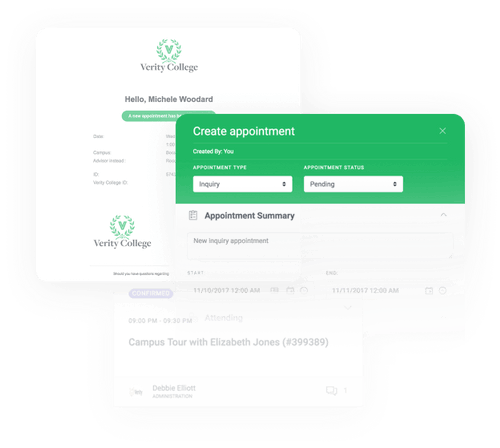 Verity College
Hello, Michele Woodard
A new appointment has
Date:
Campus:
Advisor Instead:
ID:
Verity College ID:
Verity College
Would you have questions regarding
Create appointment
Created By: You
APPOINTMENT TYPE
APPOINTMENT STATUS
Inquiry
Pending
Appointment Summary
New inquiry appointment
START
END
11/10/2017 12:00 AM
11/11/2017 12:00 AM
CONFIRMED
09:00 PM - 09:30 PM
Attending
Campus Tour with Elizabeth Jones (#399389)
Debbie Elliott
ADMINISTRATION